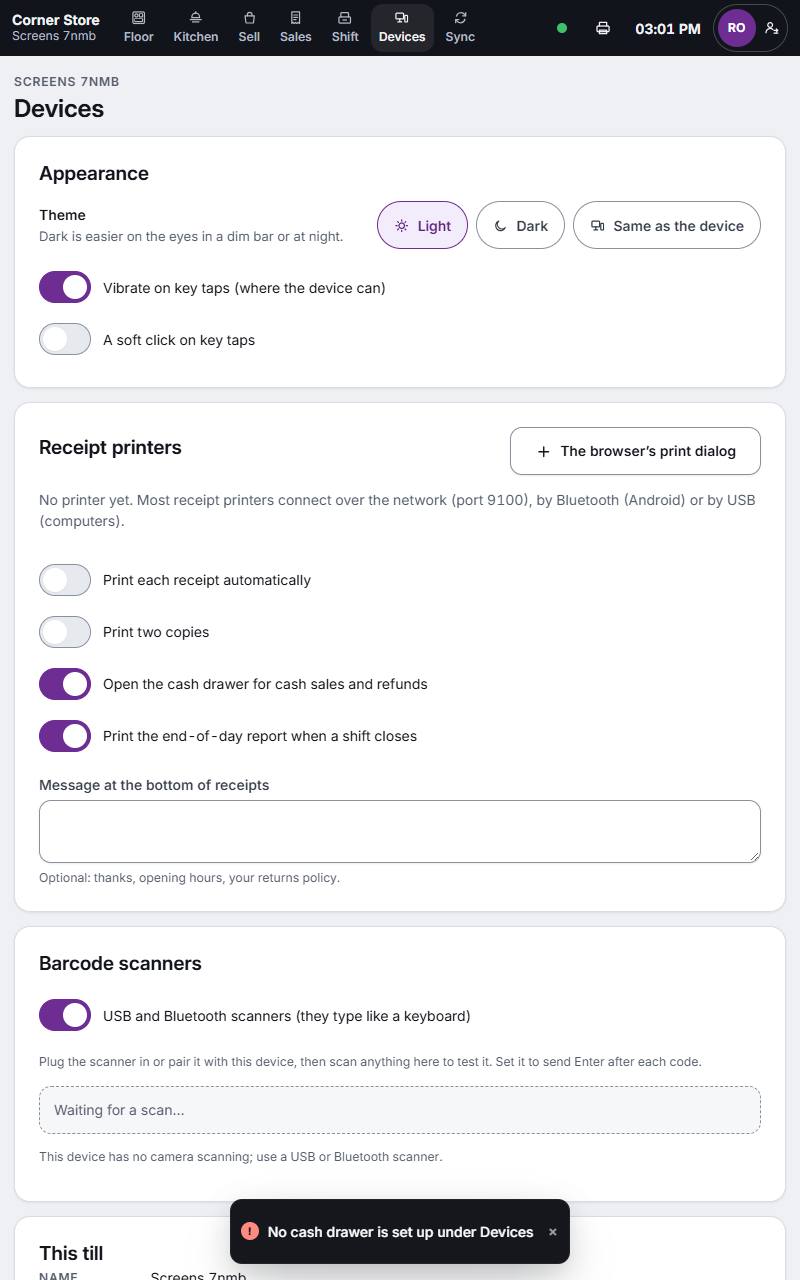 Corner Store
Screens 7nmb
Floor
Kitchen
Sell
Sales
Shift
Devices
Sync
03:01 PM
RO
SCREENS 7NMB
Devices
Appearance
Theme
Dark is easier on the eyes in a dim bar or at night.
Light
Dark
Same as the device
Vibrate on key taps (where the device can)
A soft click on key taps
Receipt printers
The browser’s print dialog
No printer yet. Most receipt printers connect over the network (port 9100), by Bluetooth (Android) or by USB
(computers).
Print each receipt automatically
Print two copies
Open the cash drawer for cash sales and refunds
Print the end-of-day report when a shift closes
Message at the bottom of receipts
Optional: thanks, opening hours, your returns policy.
Barcode scanners
USB and Bluetooth scanners (they type like a keyboard)
Plug the scanner in or pair it with this device, then scan anything here to test it. Set it to send Enter after each code.
Waiting for a scan…
This device has no camera scanning; use a USB or Bluetooth scanner.
No cash drawer is set up under Devices
This till
NAME
Screens 7nmb